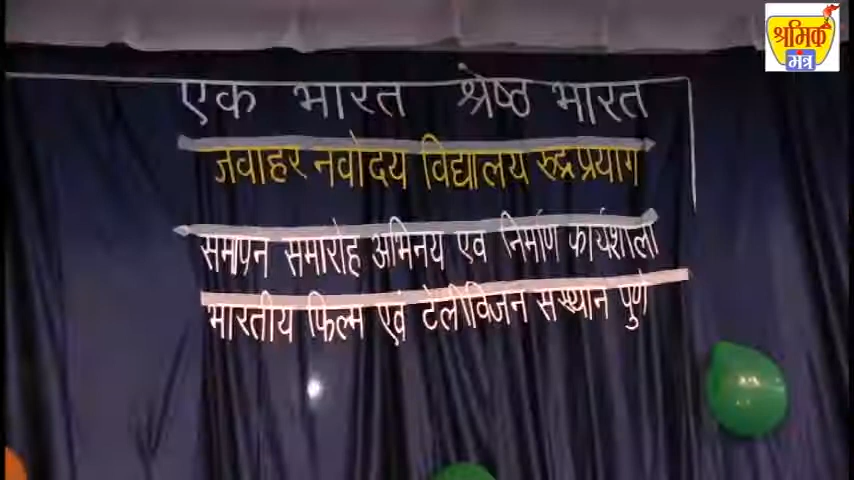 श्रमिक
मंत्र
एक भारत श्रेष्ठ भारत
जवाहर नवोदय विद्यालय रुद्रप्रयाग
समापन समारोह अभिनय एव निर्माण कार्यशाला
भारतीय फिल्म एवं टेलीविजन संस्थान पुणे